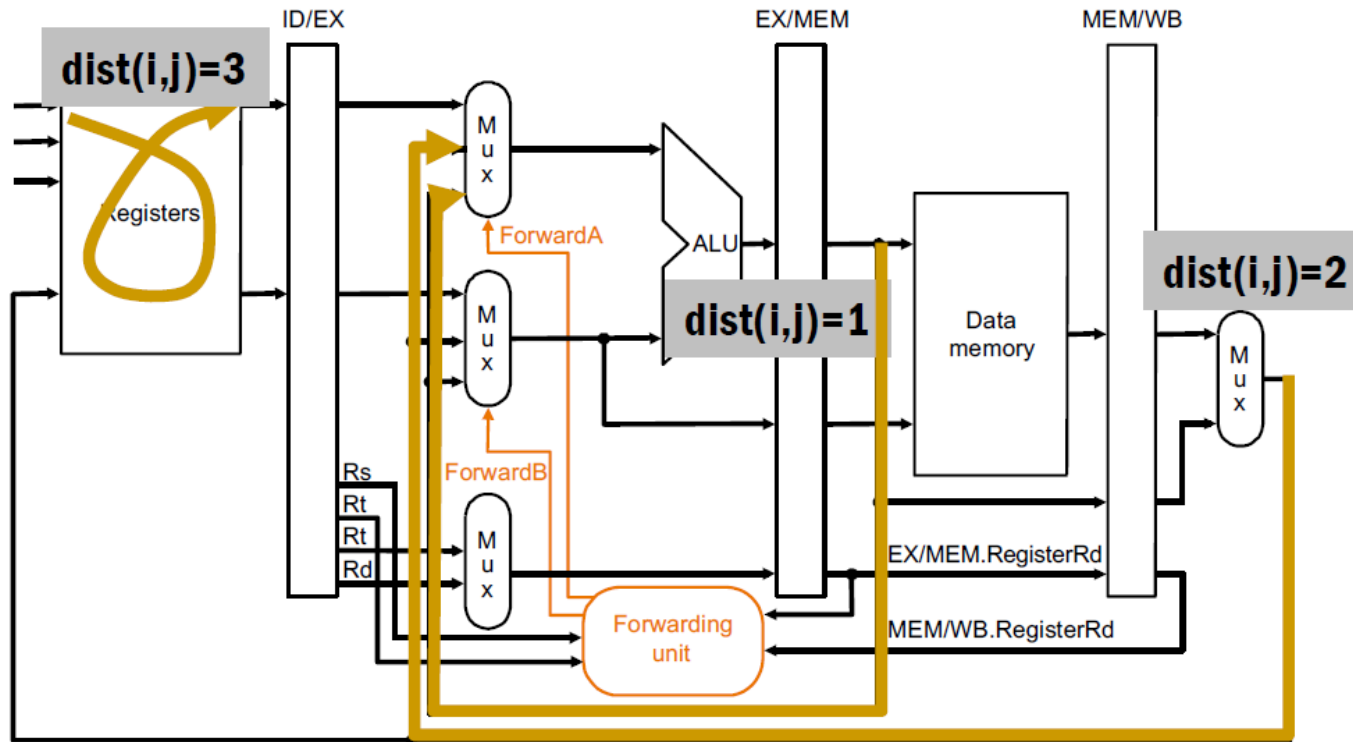 ID/EX
EX/MEM
MEM/WB
dist(i,j)=3
M
u
x
Registers
ForwardA
ALU
dist(i,j)=1
dist(i,j)=2
M
u
x
Data
memory
M
u
x
Rs
ForwardB
Rt
Rt
Rd
M
u
x
EX/MEM.RegisterRd
Forwarding
unit
MEM/WB.RegisterRd